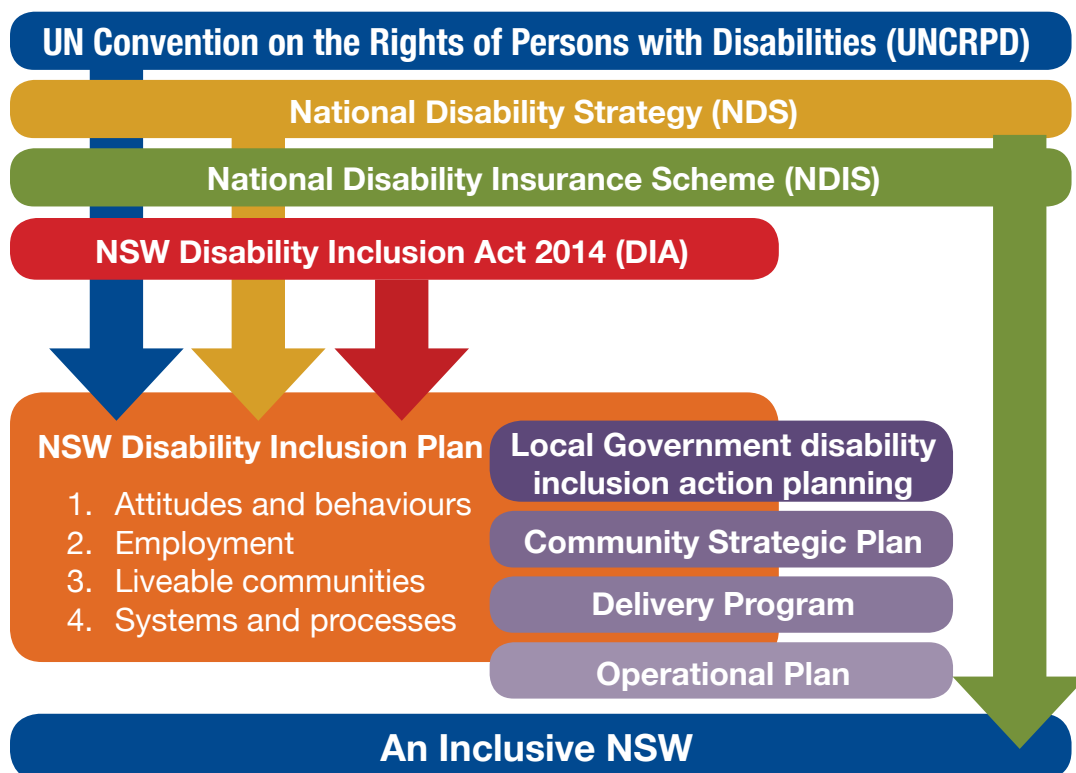 UN Convention on the Rights of Persons with Disabilities (UNCRPD)
National Disability Strategy (NDS)
National Disability Insurance Scheme (NDIS)
NSW Disability Inclusion Act 2014 (DIA)
NSW Disability Inclusion Plan
1. Attitudes and behaviours
2. Employment
3. Liveable communities
4. Systems and processes
Local Government disability
inclusion action planning
Community Strategic Plan
Delivery Program
Operational Plan
An Inclusive NSW